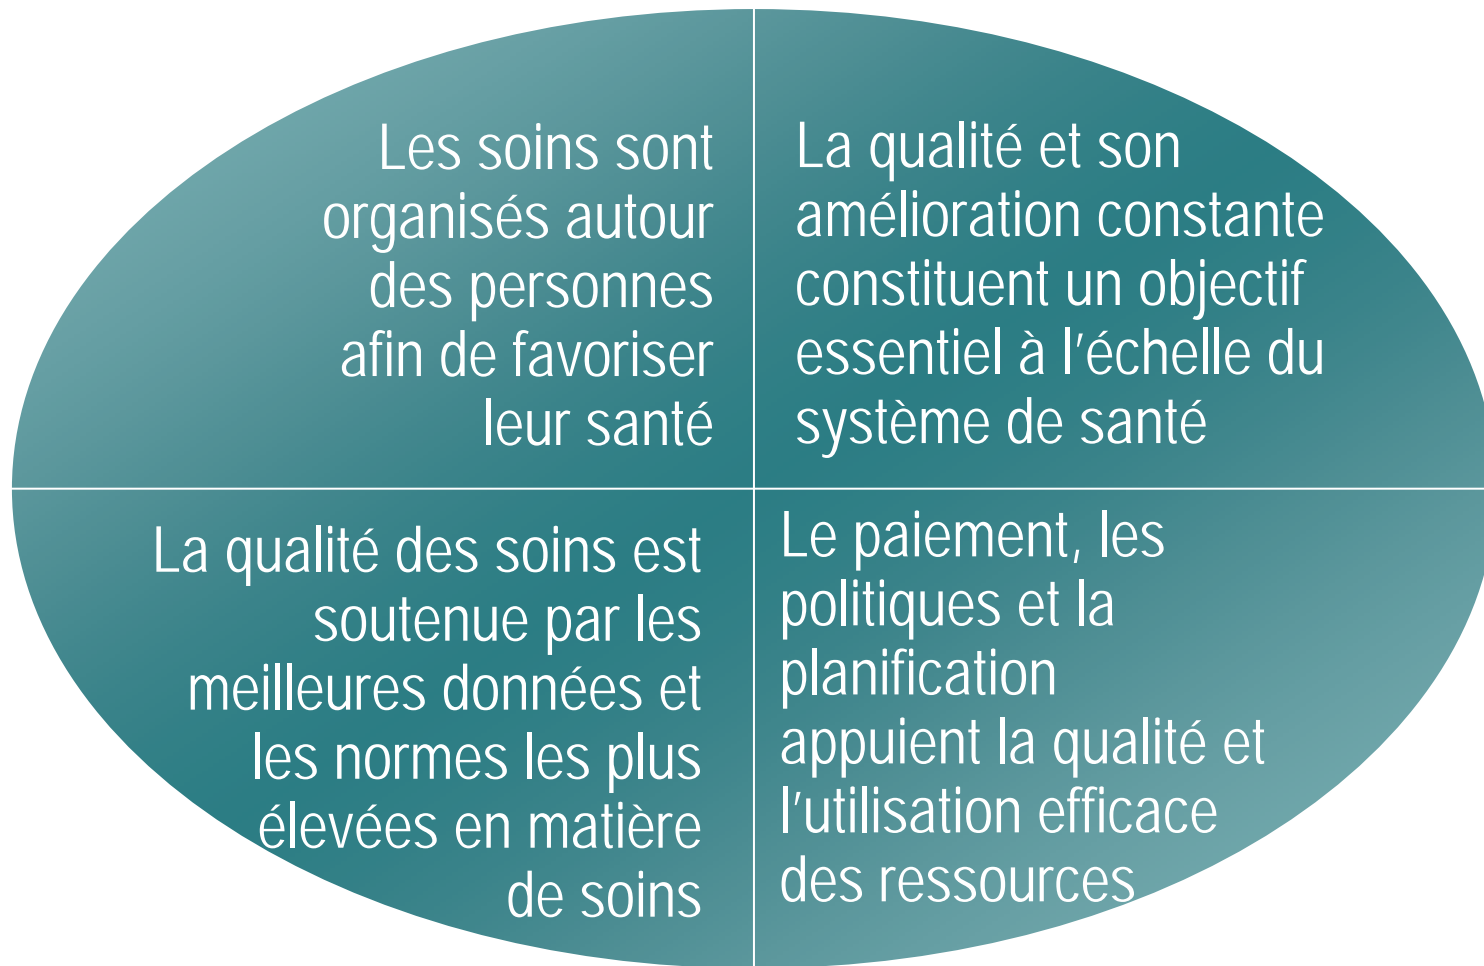 Les soins sont
organisés autour
des personnes
afin de favoriser
leur santé
La qualité et son
amélioration constante
constituent un objectif
essentiel à l’échelle du
système de santé
La qualité des soins est
soutenue par les
meilleures données et
les normes les plus
élevées en matière
de soins
Le paiement, les
politiques et la
planification
appuient la qualité et
l’utilisation efficace
des ressources